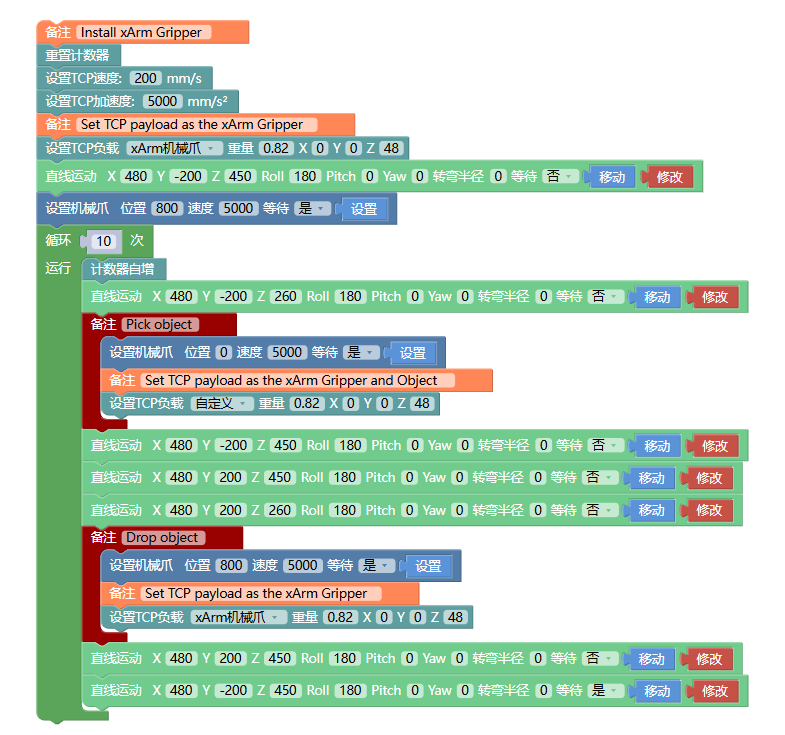 备注 Install xArm Gripper
重置计数器
设置TCP速度: 200 mm/s
设置TCP加速度: 5000 mm/s²
备注 Set TCP payload as the xArm Gripper
设置TCP负载 xArm机械爪 重量 0.82 X 0 Y 0 Z 48
直线运动 X 480 Y -200 Z 450 Roll 180 Pitch 0 Yaw 0 转弯半径 0 等待 否 移动 修改
设置机械爪 位置 800 速度 5000 等待 是 设置
循环 10 次
运行 计数器自增
直线运动 X 480 Y -200 Z 260 Roll 180 Pitch 0 Yaw 0 转弯半径 0 等待 否 移动 修改
备注 Pick object
设置机械爪 位置 0 速度 5000 等待 是 设置
备注 Set TCP payload as the xArm Gripper and Object
设置TCP负载 自定义 重量 0.82 X 0 Y 0 Z 48
直线运动 X 480 Y -200 Z 450 Roll 180 Pitch 0 Yaw 0 转弯半径 0 等待 否 移动 修改
直线运动 X 480 Y 200 Z 450 Roll 180 Pitch 0 Yaw 0 转弯半径 0 等待 否 移动 修改
直线运动 X 480 Y 200 Z 260 Roll 180 Pitch 0 Yaw 0 转弯半径 0 等待 否 移动 修改
备注 Drop object
设置机械爪 位置 800 速度 5000 等待 是 设置
备注 Set TCP payload as the xArm Gripper
设置TCP负载 xArm机械爪 重量 0.82 X 0 Y 0 Z 48
直线运动 X 480 Y 200 Z 450 Roll 180 Pitch 0 Yaw 0 转弯半径 0 等待 否 移动 修改
直线运动 X 480 Y -200 Z 450 Roll 180 Pitch 0 Yaw 0 转弯半径 0 等待 是 移动 修改